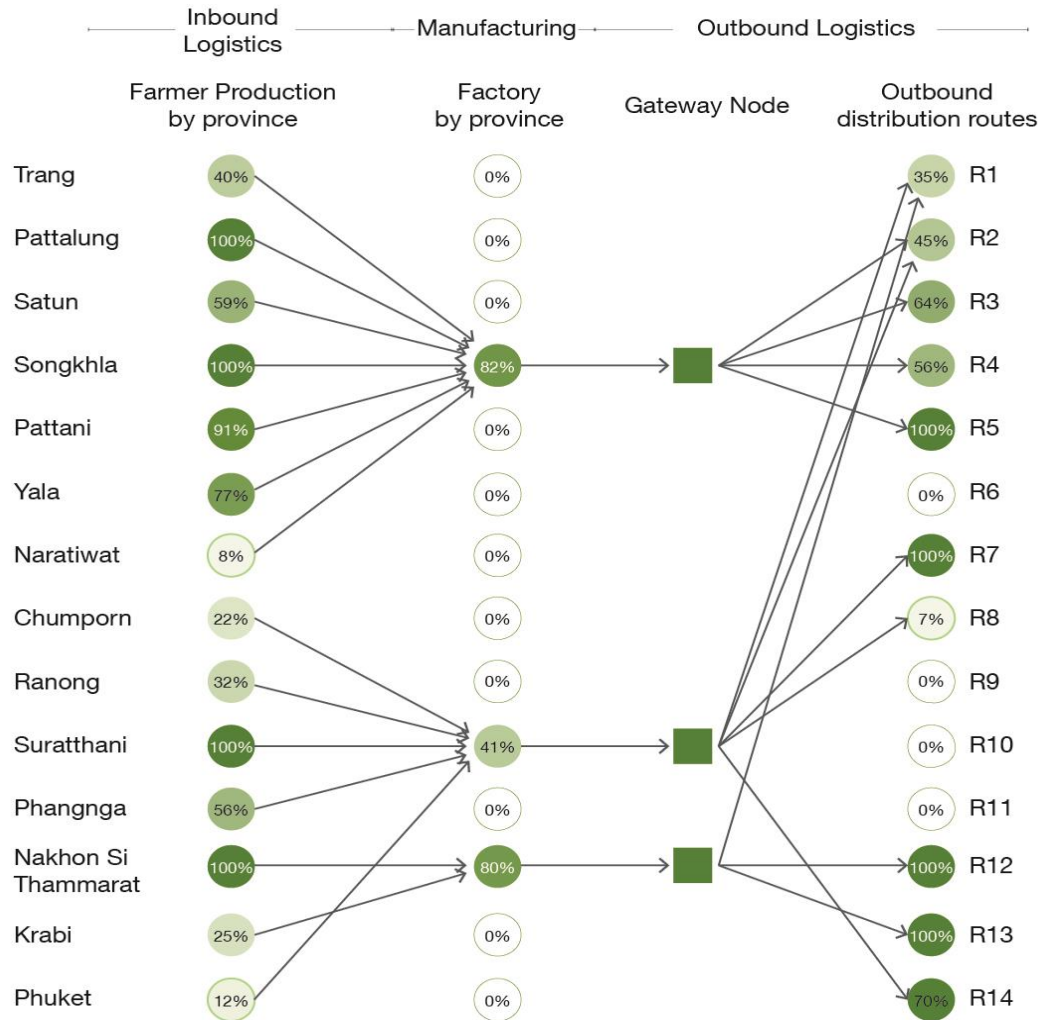 Inbound
Logistics
Manufacturing
Outbound Logistics
Farmer Production
by province
Factory
by province
Gateway Node
Outbound
distribution routes
Trang 40% 0% 35% R1
Pattalung 100% 0% 45% R2
Satun 59% 0% 64% R3
Songkhla 100% 82% 56% R4
Pattani 91% 0% 100% R5
Yala 77% 0% 0% R6
Naratiwat 8% 0% 100% R7
Chumporn 22% 0% 7% R8
Ranong 32% 0% 0% R9
Suratthani 100% 41% 0% R10
Phangnga 56% 0% 0% R11
Nakhon Si
Thammarat 100% 80% 100% R12
Krabi 25% 0% 100% R13
Phuket 12% 0% 70% R14